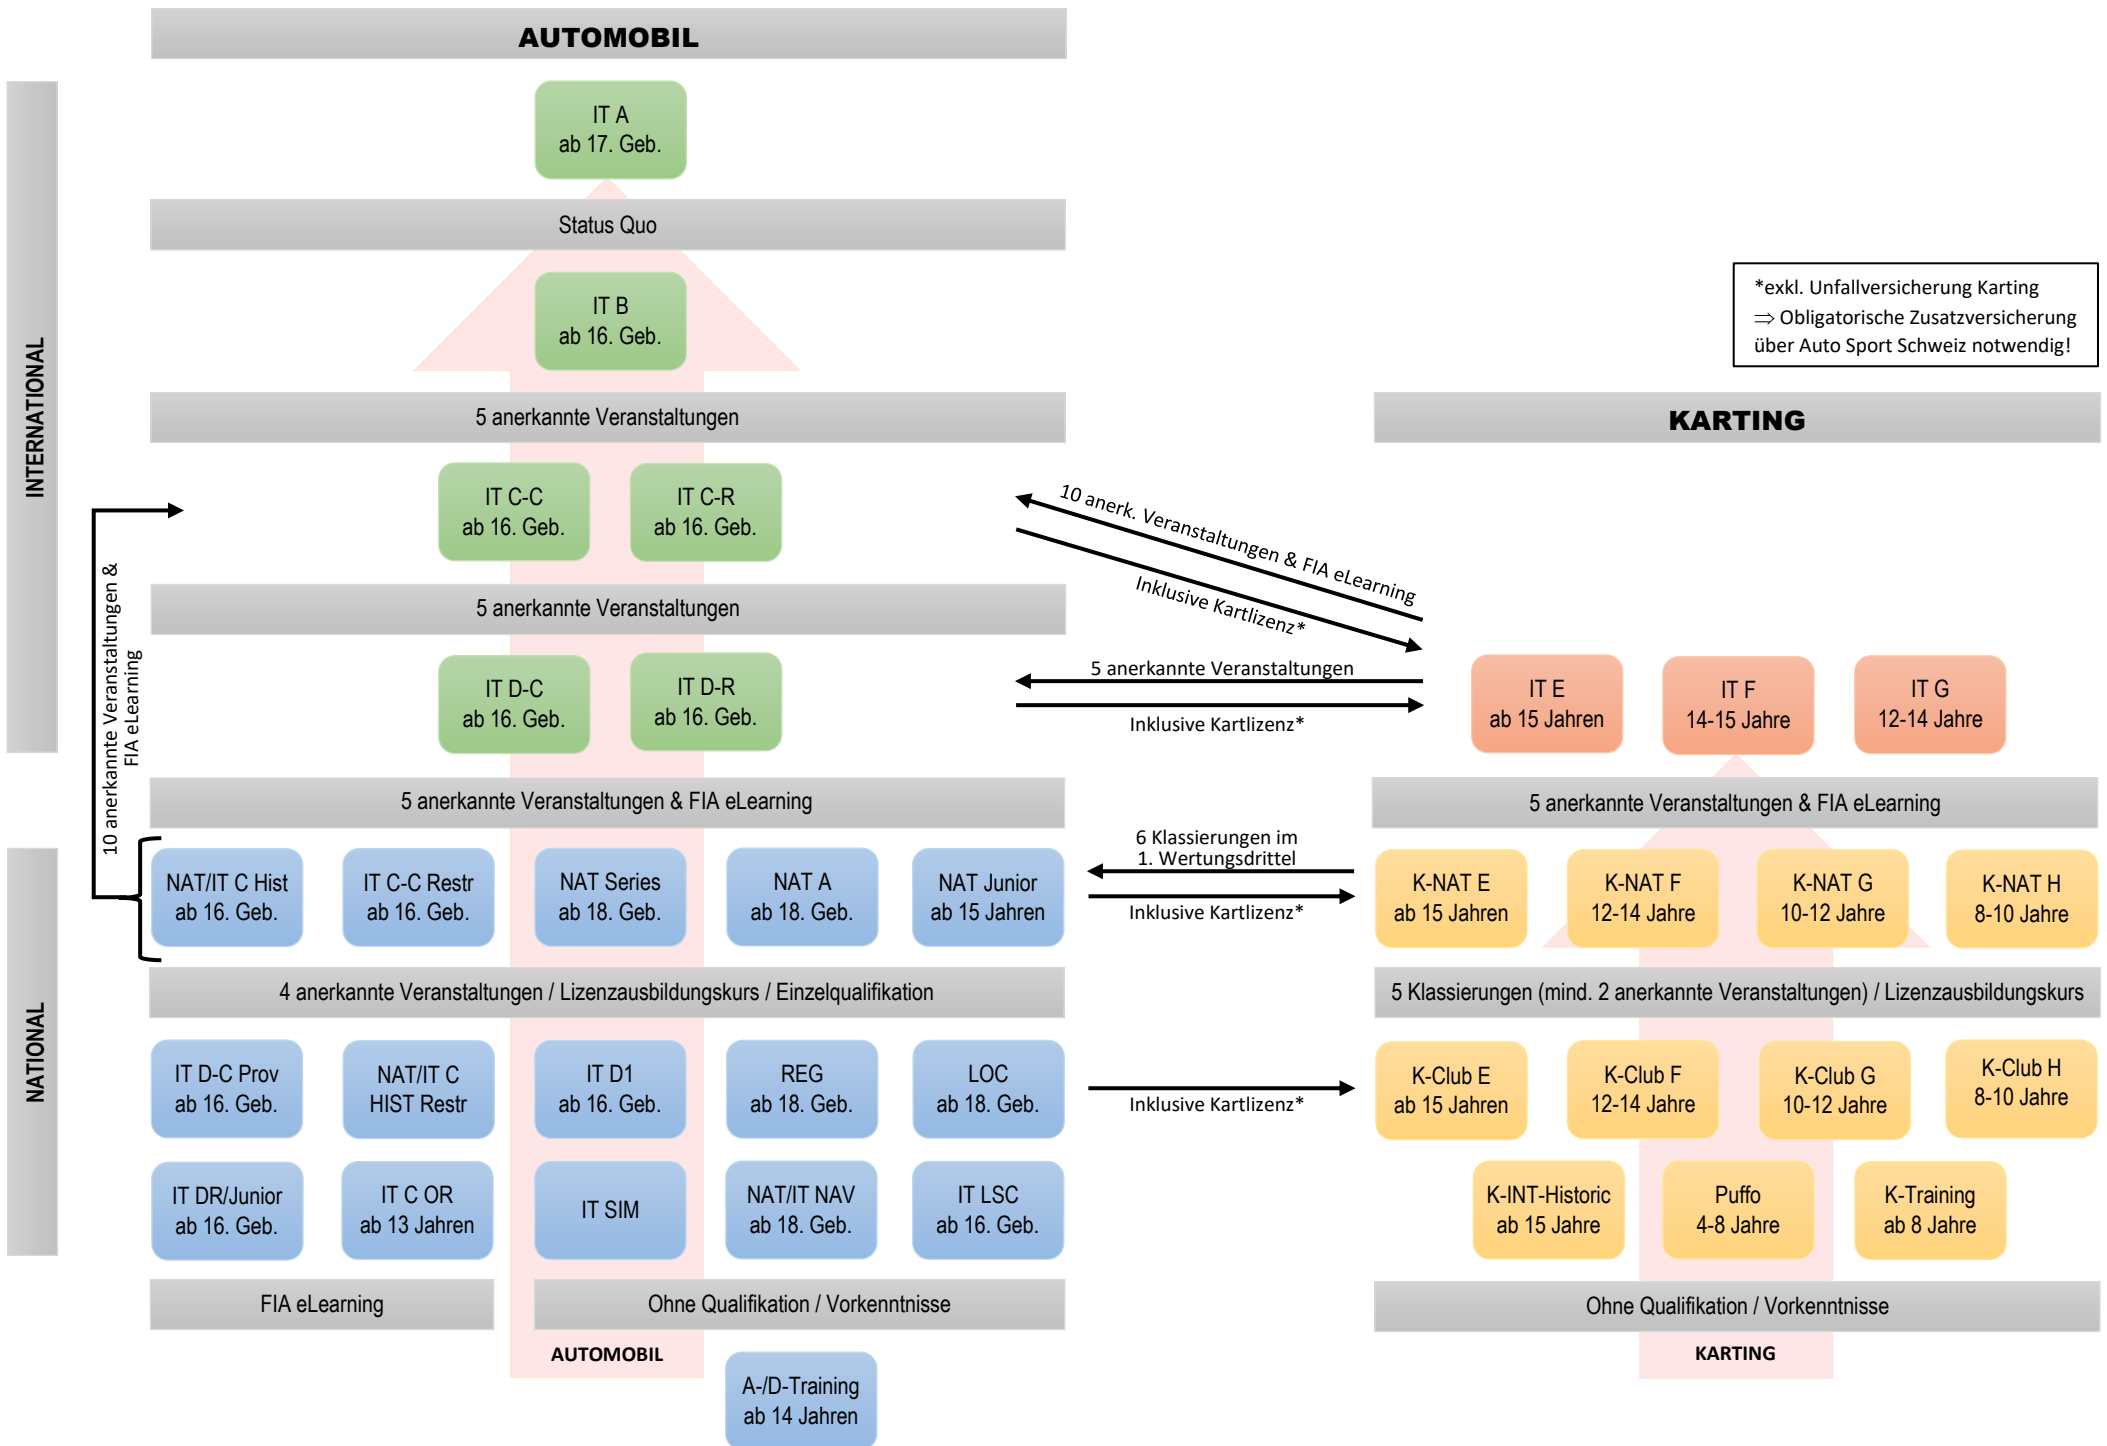 AUTOMOBIL
INTERNATIONAL
IT A
ab 17. Geb.
Status Quo
IT B
ab 16. Geb.
*exkl. Unfallversicherung Karting
⇒ Obligatorische Zusatzversicherung
über Auto Sport Schweiz notwendig!
5 anerkannte Veranstaltungen
KARTING
IT C-C
ab 16. Geb.
IT C-R
ab 16. Geb.
10 anerk. Veranstaltungen & FIA eLearning
Inklusive Kartlizenz*
10 anerkannte Veranstaltungen &
FIA eLearning
5 anerkannte Veranstaltungen
IT D-C
ab 16. Geb.
IT D-R
ab 16. Geb.
5 anerkannte Veranstaltungen
Inklusive Kartlizenz*
IT E
ab 15 Jahren
IT F
14-15 Jahre
IT G
12-14 Jahre
5 anerkannte Veranstaltungen & FIA eLearning
5 anerkannte Veranstaltungen & FIA eLearning
NATIONAL
NAT/IT C Hist
ab 16. Geb.
IT C-C Restr
ab 16. Geb.
NAT Series
ab 18. Geb.
NAT A
ab 18. Geb.
NAT Junior
ab 15 Jahren
6 Klassierungen im
1. Wertungsdrittel
Inklusive Kartlizenz*
K-NAT E
ab 15 Jahren
K-NAT F
12-14 Jahre
K-NAT G
10-12 Jahre
K-NAT H
8-10 Jahre
4 anerkannte Veranstaltungen / Lizenzausbildungskurs / Einzelqualifikation
5 Klassierungen (mind. 2 anerkannte Veranstaltungen) / Lizenzausbildungskurs
IT D-C Prov
ab 16. Geb.
NAT/IT C
HIST Restr
IT D1
ab 16. Geb.
REG
ab 18. Geb.
LOC
ab 18. Geb.
Inklusive Kartlizenz*
K-Club E
ab 15 Jahren
K-Club F
12-14 Jahre
K-Club G
10-12 Jahre
K-Club H
8-10 Jahre
IT DR/Junior
ab 16. Geb.
IT C OR
ab 13 Jahren
IT SIM
NAT/IT NAV
ab 18. Geb.
IT LSC
ab 16. Geb.
K-INT-Historic
ab 15 Jahre
Puffo
4-8 Jahre
K-Training
ab 8 Jahre
FIA eLearning
Ohne Qualifikation / Vorkenntnisse
Ohne Qualifikation / Vorkenntnisse
AUTOMOBIL
KARTING
A-/D-Training
ab 14 Jahren